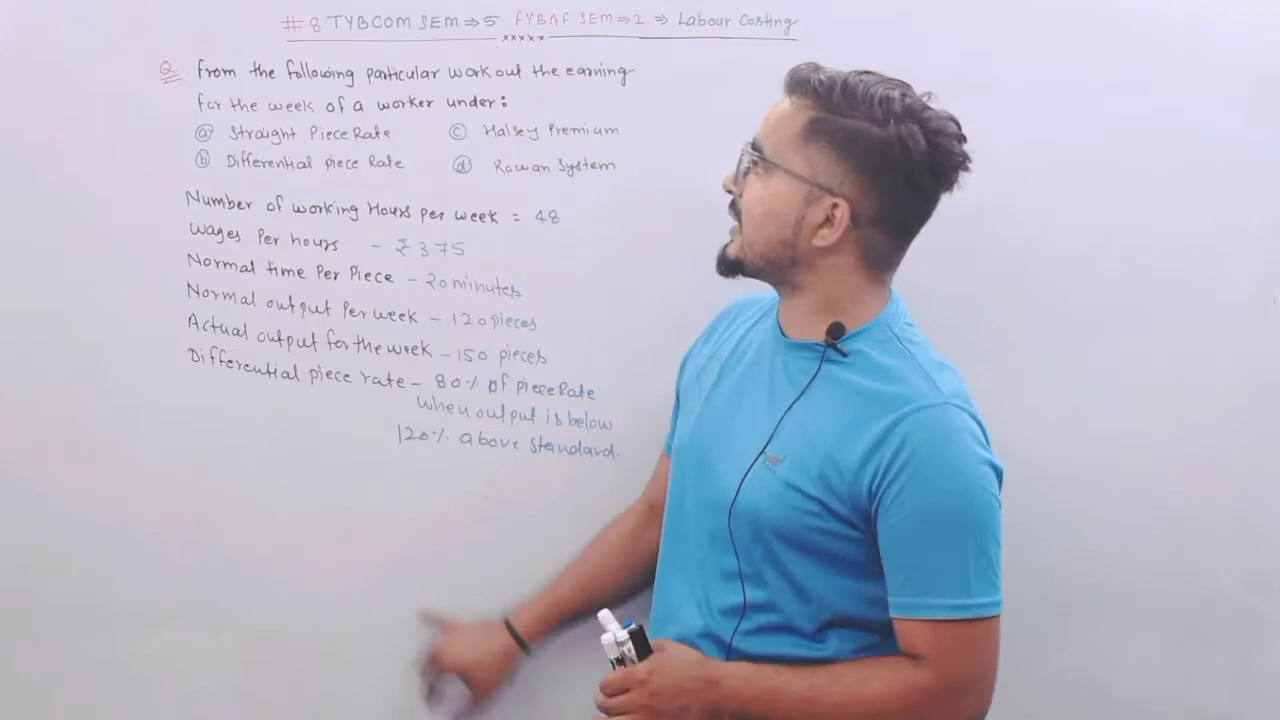 #8 TYBCOM SEM⇒5 FYBAF SEM⇒1 ⇒ Labour Costing
xxxxx
Q. From the following particular work out the earning
for the week of a worker under:
(a) Straight Piece Rate (c) Halsey Premium
(b) Differential piece Rate (d) Rowan System
Number of working Hours per week = 48
Wages Per hours - ₹375
Normal time Per Piece - 20 minutes
Normal output Per week - 120 pieces
Actual output for the week - 150 pieces
Differential piece rate - 80% of piece Rate
when output is below
120% above standard.